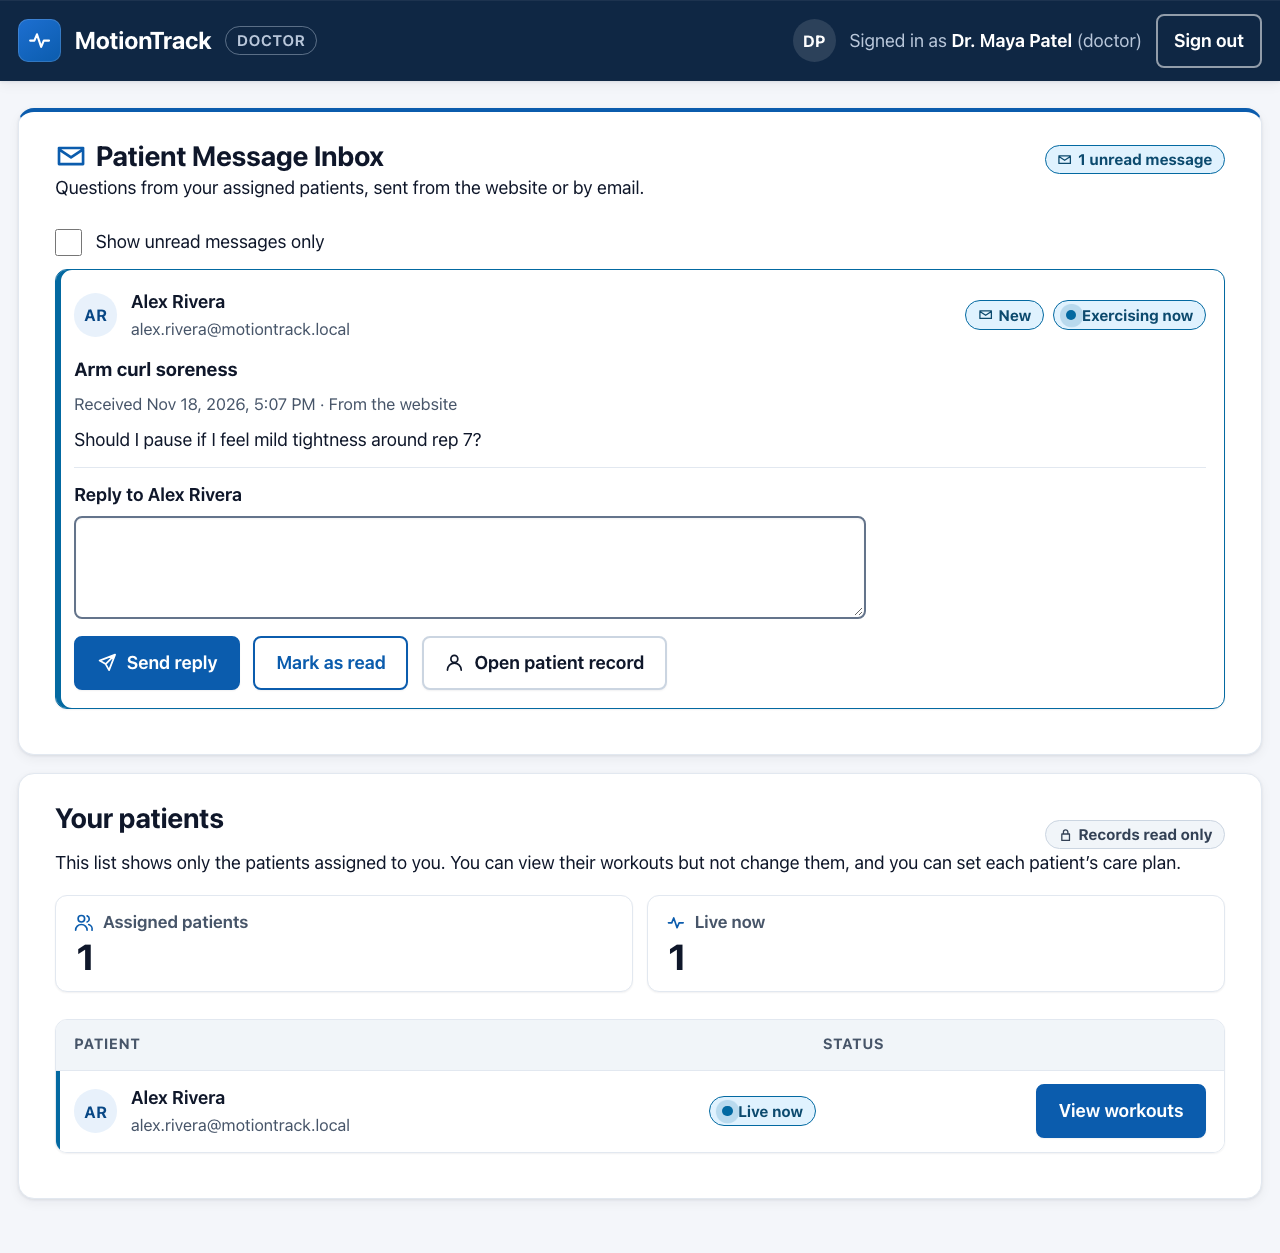 MotionTrack DOCTOR
DP Signed in as Dr. Maya Patel (doctor) Sign out
Patient Message Inbox
1 unread message
Questions from your assigned patients, sent from the website or by email.
Show unread messages only
AR
Alex Rivera
alex.rivera@motiontrack.local
New
Exercising now
Arm curl soreness
Received Nov 18, 2026, 5:07 PM · From the website
Should I pause if I feel mild tightness around rep 7?
Reply to Alex Rivera
Send reply
Mark as read
Open patient record
Your patients
Records read only
This list shows only the patients assigned to you. You can view their workouts but not change them, and you can set each patient’s care plan.
Assigned patients
1
Live now
1
PATIENT STATUS
AR
Alex Rivera
alex.rivera@motiontrack.local
Live now
View workouts